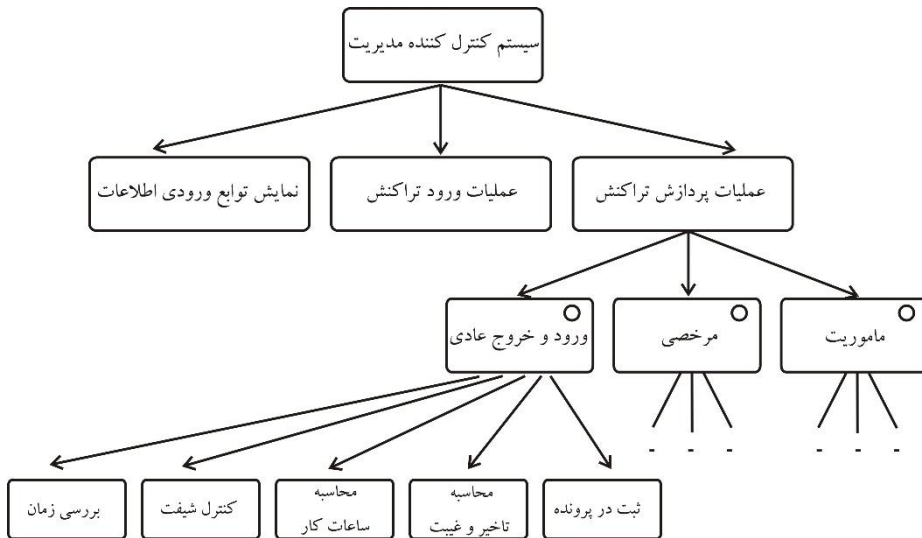 سیستم کنترل کننده مدیریت
عملیات پردازش تراکنش
عملیات ورود تراکنش
نمایش توابع ورودی اطلاعات
ماموریت
مرخصی
ورود و خروج عادی
ثبت در پرونده
محاسبه
تاخیر و غیبت
محاسبه
ساعات کار
کنترل شیفت
بررسی زمان